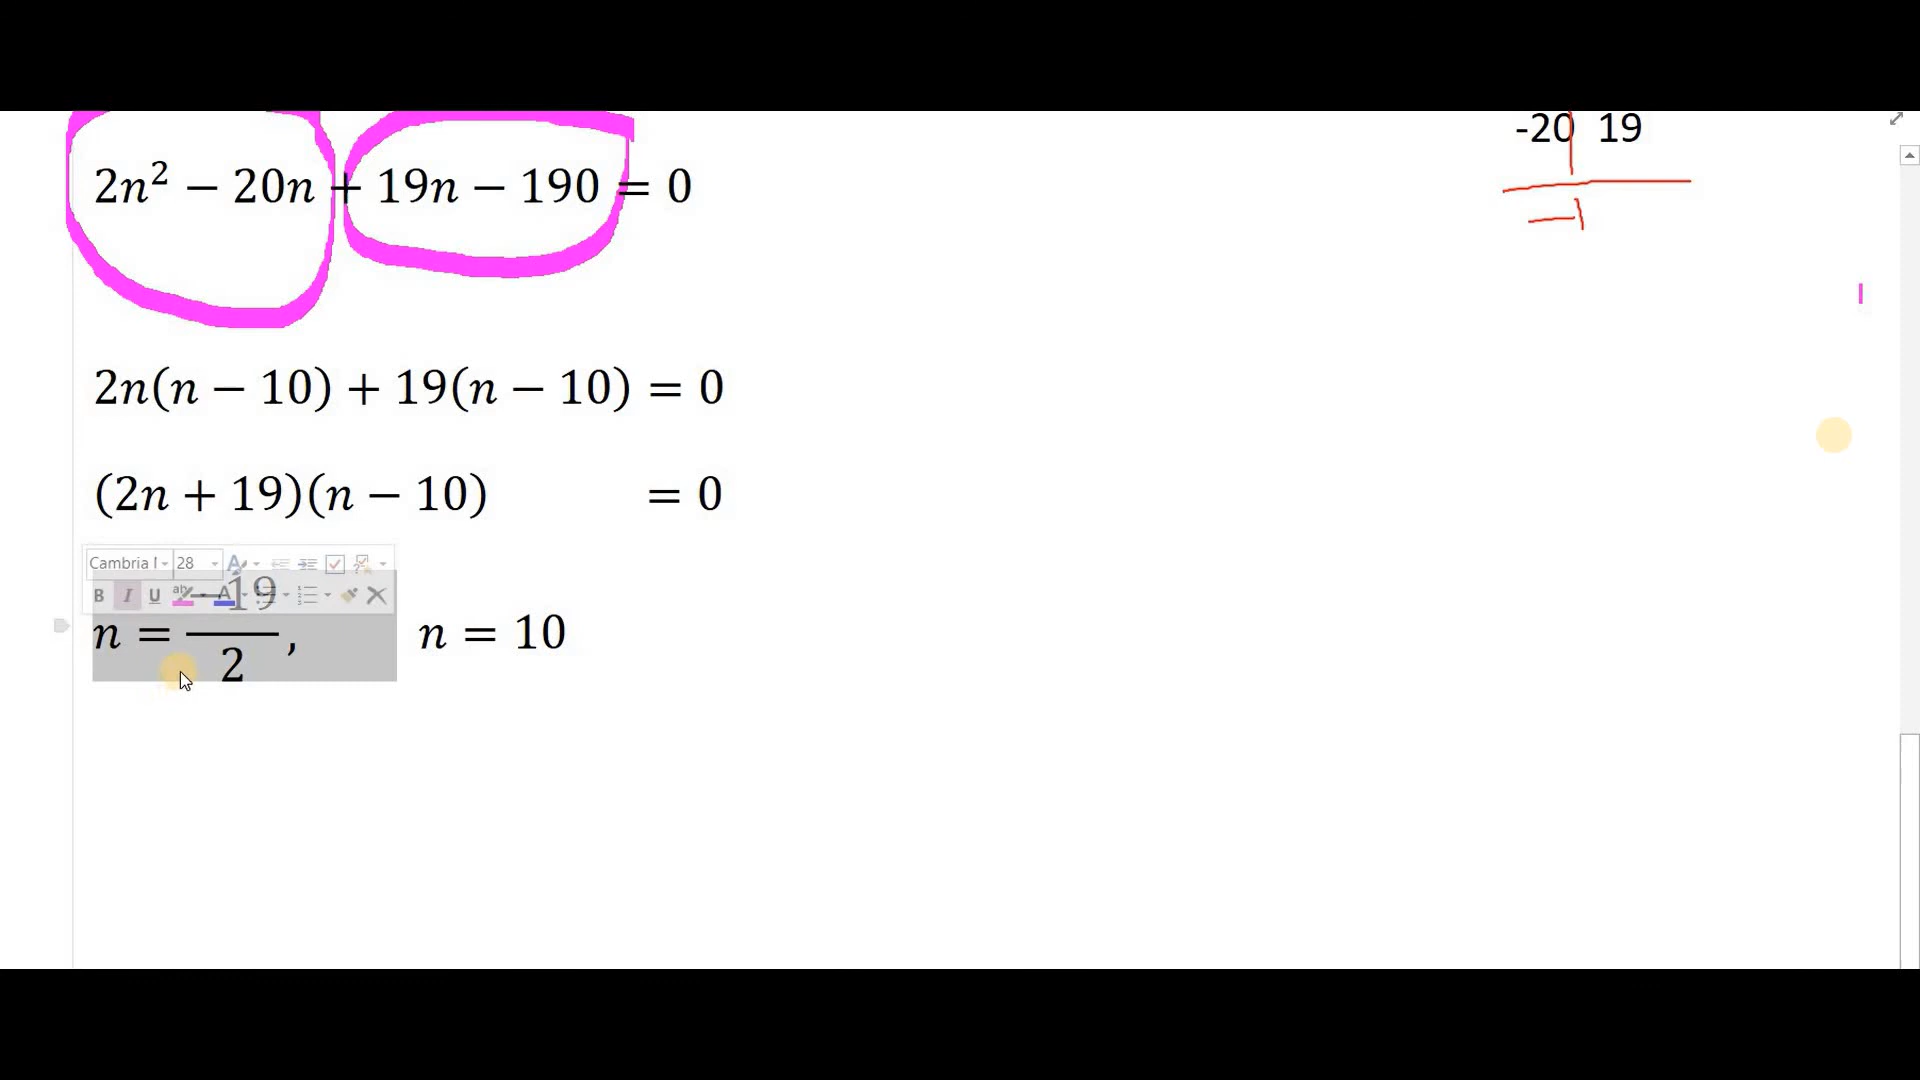 -20 19
2n² − 20n + 19n − 190 = 0
−1
2n(n − 10) + 19(n − 10) = 0
(2n + 19)(n − 10) = 0
Cambria 28
B I U
n = −19/2, n = 10